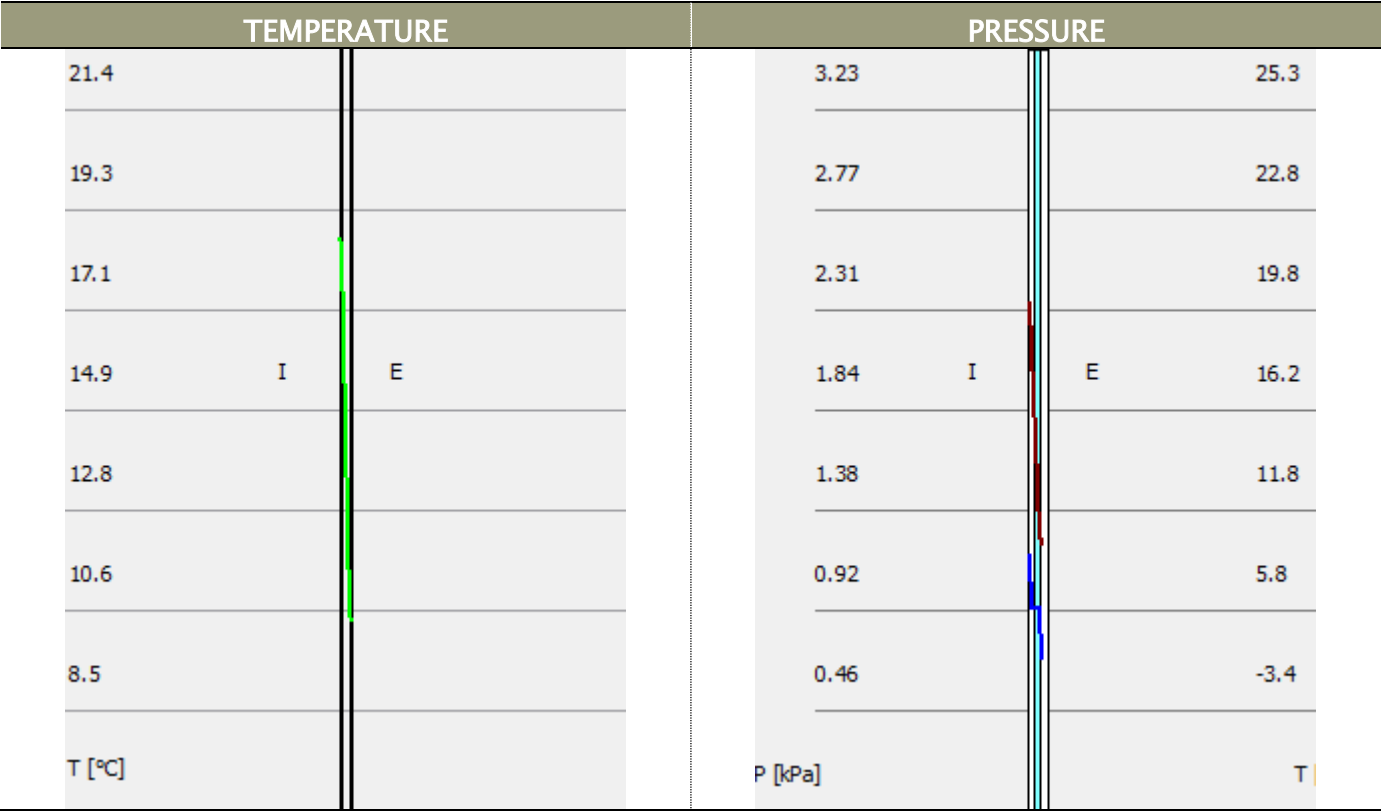 TEMPERATURE PRESSURE
21.4 3.23 25.3
19.3 2.77 22.8
17.1 2.31 19.8
14.9 I E 1.84 I E 16.2
12.8 1.38 11.8
10.6 0.92 5.8
8.5 0.46 -3.4
T [°C] P [kPa] T